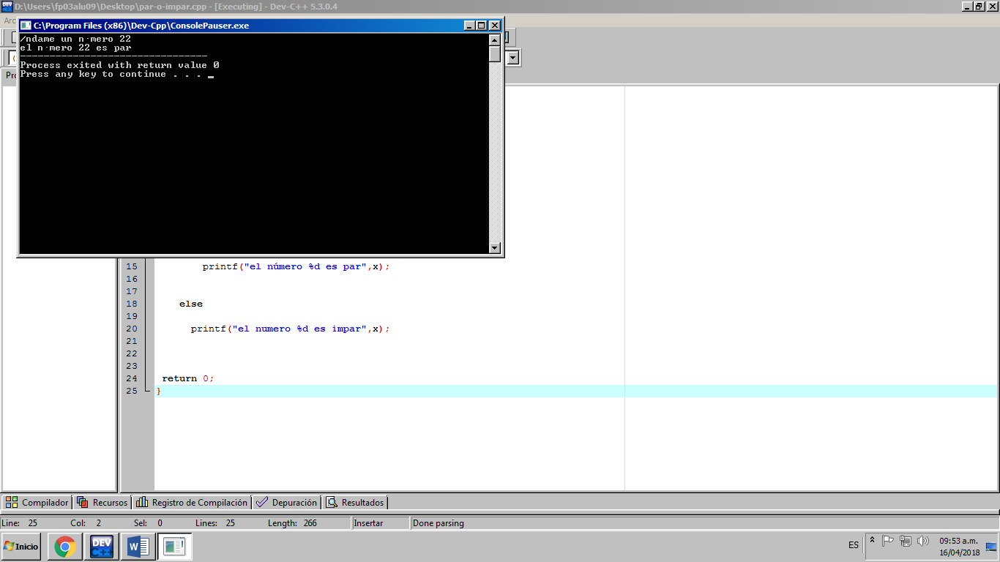 D:\Users\fp03alu09\Desktop\par-o-impar.cpp - [Executing] - Dev-C++ 5.3.0.4
C:\Program Files (x86)\Dev-Cpp\ConsolePauser.exe
/ndame un n·mero 22
el n·mero 22 es par
--------------------------------
Process exited with return value 0
Press any key to continue . . . _
15 printf("el número %d es par",x);
16
17
18 else
19
20 printf("el numero %d es impar",x);
21
22
23
24 return 0;
25 }
Compilador Recursos Registro de Compilación Depuración Resultados
Line: 25 Col: 2 Sel: 0 Lines: 25 Length: 266 Insertar Done parsing
Inicio DEV C++ W ES 09:53 a.m.
16/04/2018